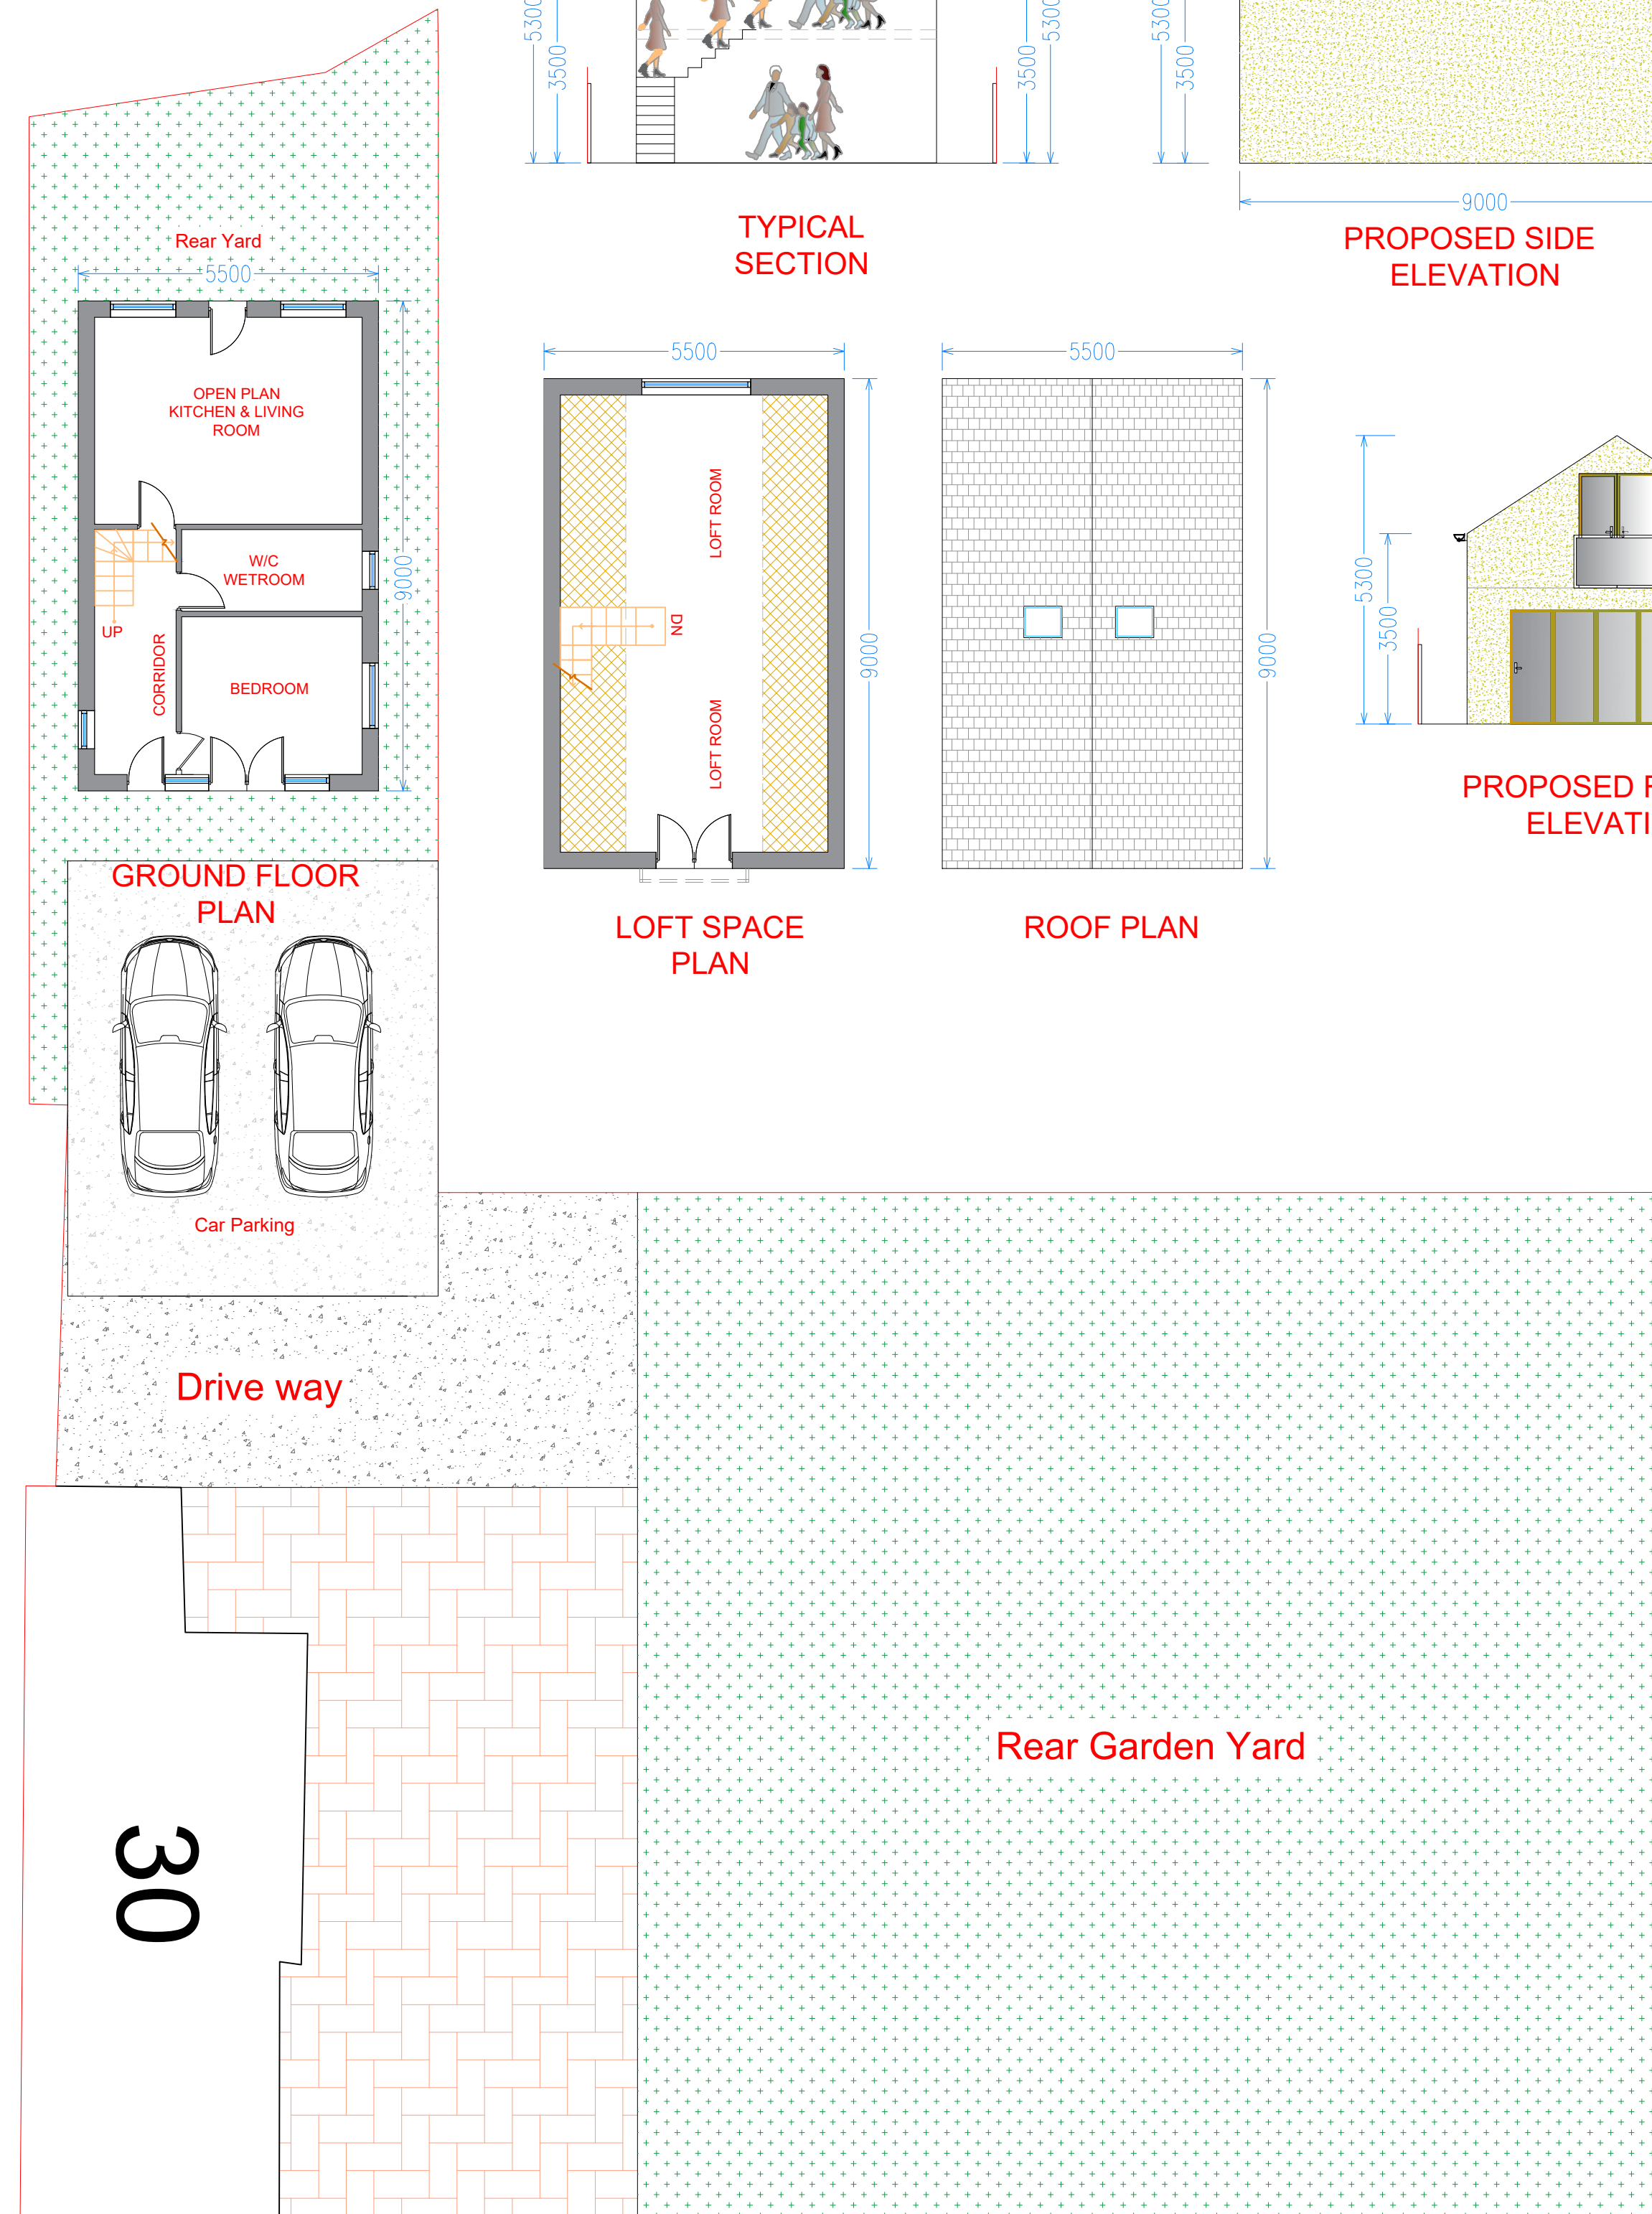 5300
3500
3500
5300
5300
3500
TYPICAL
SECTION
9000
PROPOSED SIDE
ELEVATION
Rear Yard
5500
OPEN PLAN
KITCHEN & LIVING
ROOM
W/C
WETROOM
UP
CORRIDOR
BEDROOM
9000
5500
LOFT ROOM
DN
LOFT ROOM
9000
LOFT SPACE
PLAN
5500
9000
ROOF PLAN
5300
3500
PROPOSED
ELEVATI
GROUND FLOOR
PLAN
Car Parking
Drive way
30
Rear Garden Yard